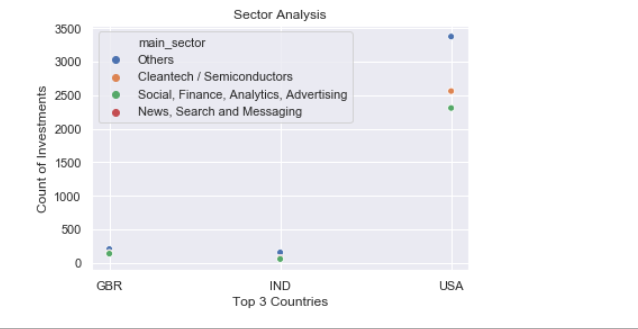 Sector Analysis
3500
3000
2500
2000
1500
1000
500
0
Count of Investments
main_sector
Others
Cleantech / Semiconductors
Social, Finance, Analytics, Advertising
News, Search and Messaging
GBR IND USA
Top 3 Countries